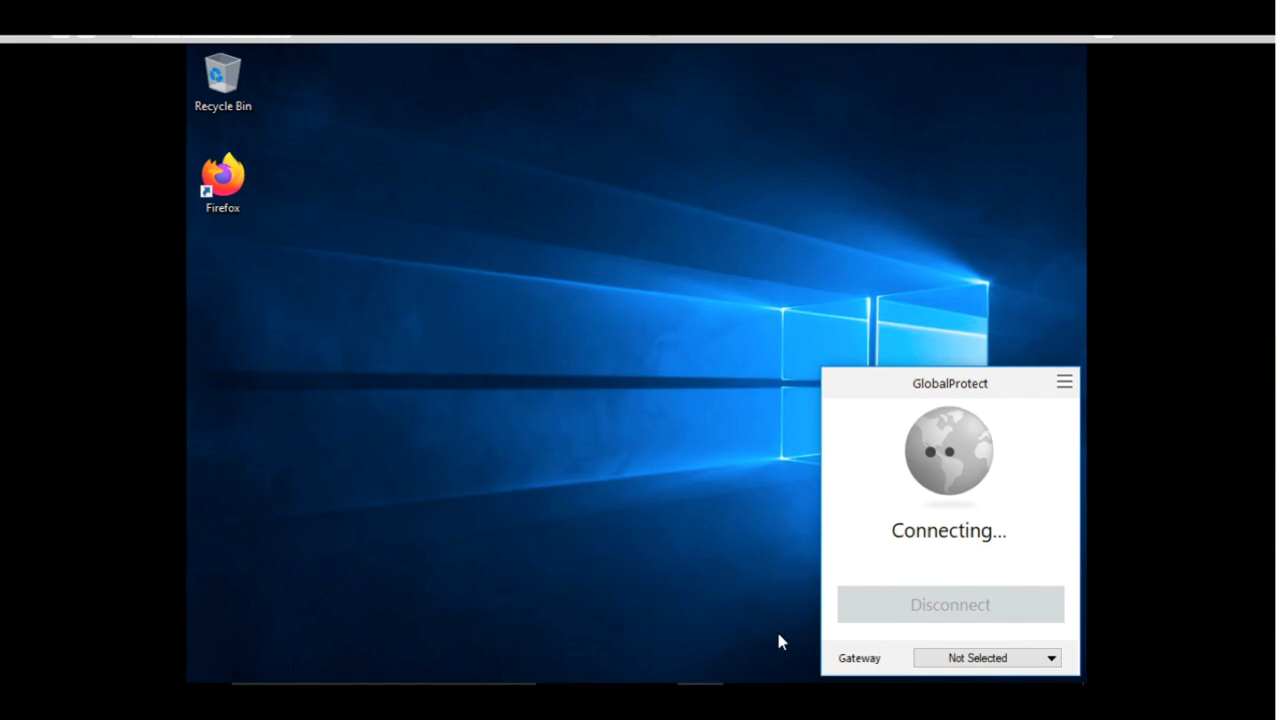 Recycle Bin
Firefox
GlobalProtect
Connecting...
Disconnect
Gateway
Not Selected